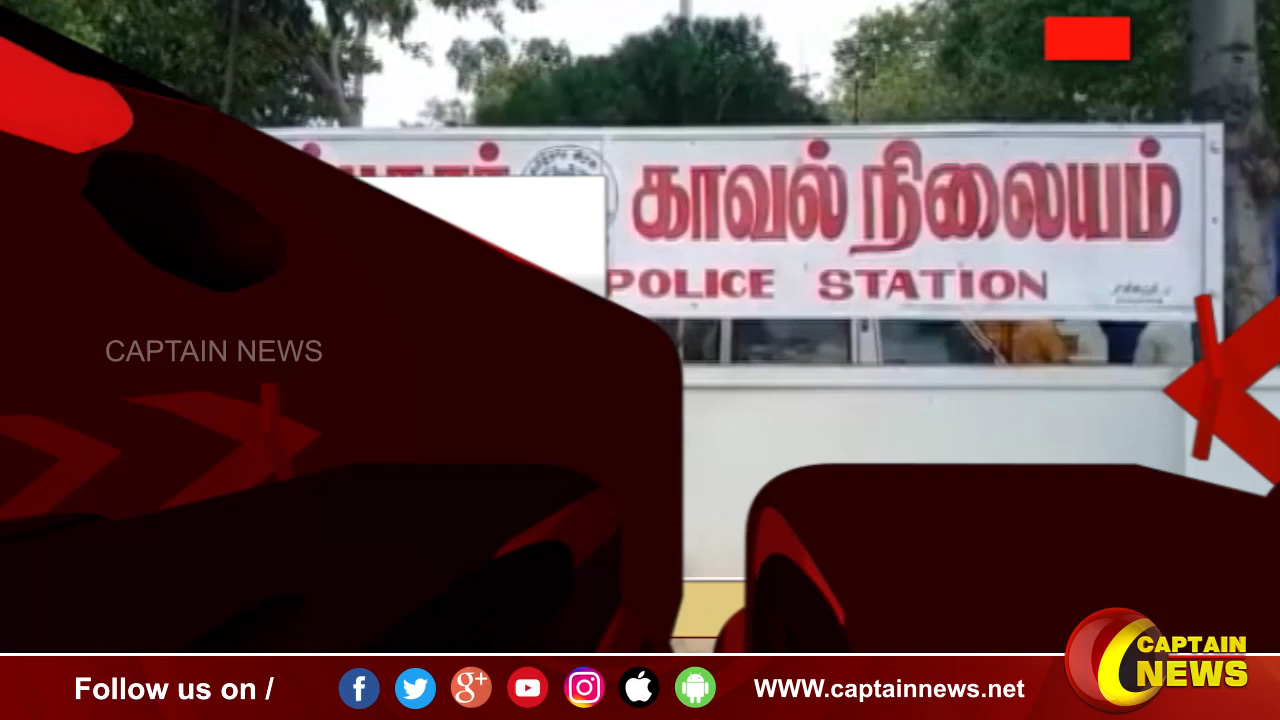 காவல் நிலையம்
POLICE STATION
CAPTAIN NEWS
Follow us on /
WWW.captainnews.net
CAPTAIN
NEWS